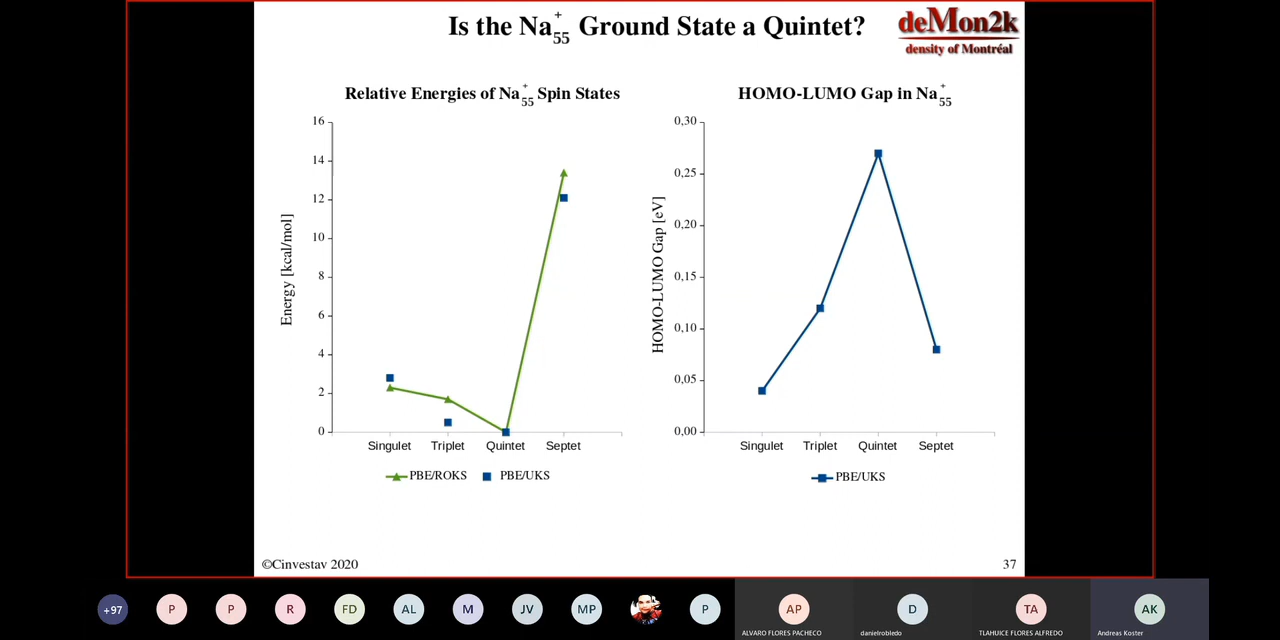 Is the Na55+ Ground State a Quintet?
deMon2k
density of Montréal
Relative Energies of Na55+ Spin States
16
14
12
10
8
6
4
2
0
Energy [kcal/mol]
Singulet Triplet Quintet Septet
PBE/ROKS PBE/UKS
HOMO-LUMO Gap in Na55+
0,30
0,25
0,20
0,15
0,10
0,05
0,00
HOMO-LUMO Gap [eV]
Singulet Triplet Quintet Septet
PBE/UKS
©Cinvestav 2020
37
+97 P P R FD AL M JV MP P AP D TA AK
ALVARO FLORES PACHECO danielrobledo TLAHUICE FLORES ALFREDO Andreas Koster